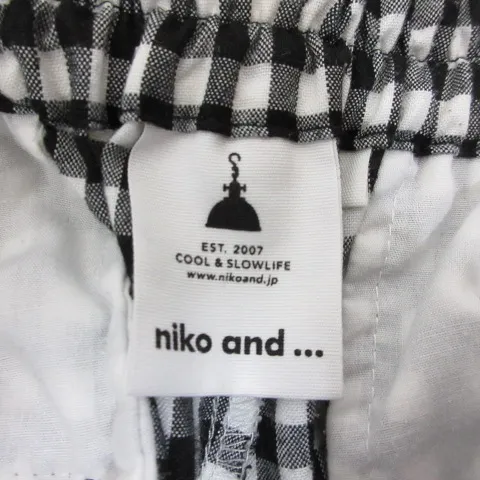 EST. 2007
COOL & SLOWLIFE
www.nikoand.jp
niko and ...